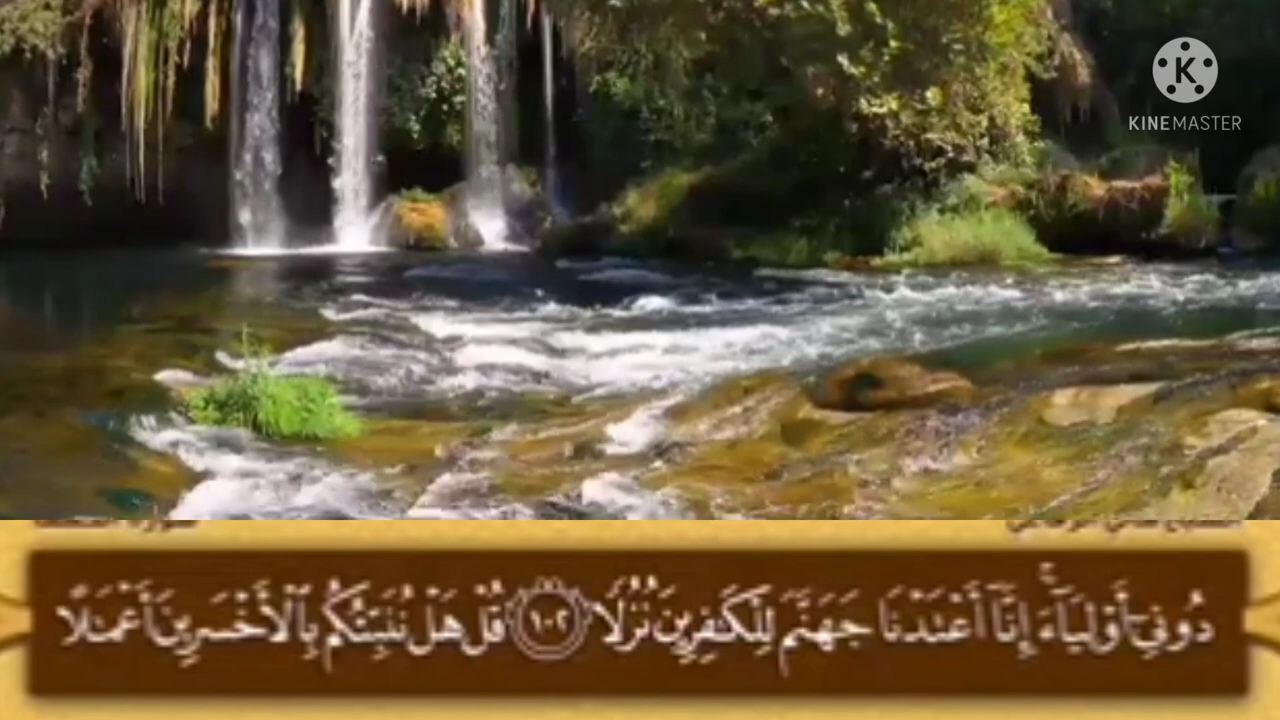 KINEMASTER
دُونِىٓ أَوْلِيَآءَ ۚ إِنَّآ أَعْتَدْنَا جَهَنَّمَ لِلْكَـٰفِرِينَ نُزُلًا ١٠٢ قُلْ هَلْ نُنَبِّئُكُم بِٱلْأَخْسَرِينَ أَعْمَـٰلًا